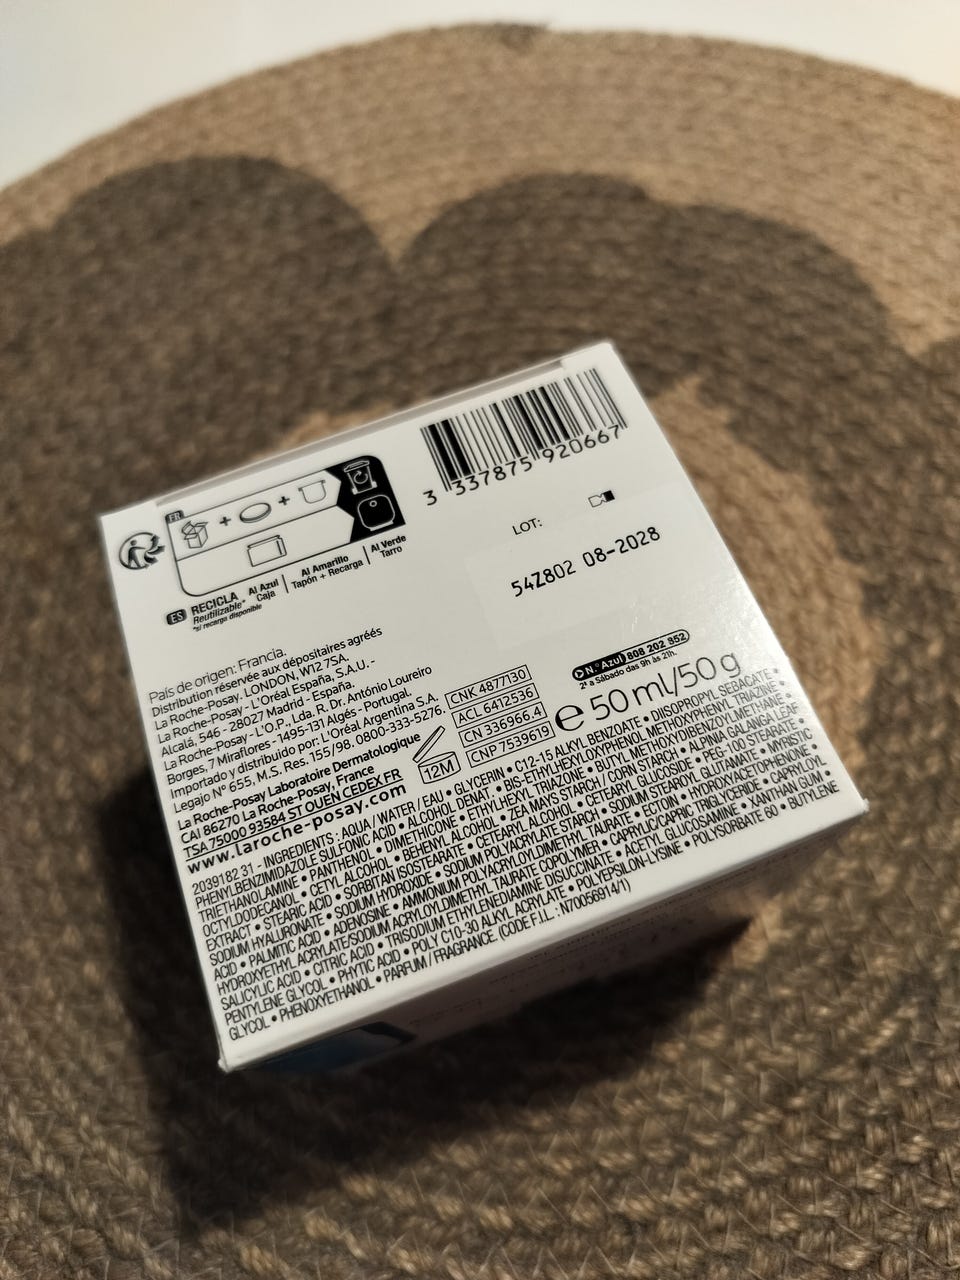 3 337875 920667
FR
LOT:
54Z802 08-2028
ES RECICLA
Reutilizable*
*si recarga disponible
Al Azul
Caja
Al Amarillo
Tapón + Recarga
Al Verde
Tarro
País de origen: Francia.
Distribution réservée aux dépositaires agréés
La Roche-Posay. LONDON, W12 7SA.
La Roche-Posay - L'Oréal España, S.A.U. -
Alcalá, 546 - 28027 Madrid - España.
La Roche-Posay - L'O.P., Lda, R. Dr. António Loureiro
Borges, 7 Miraflores - 1495-131 Algés - Portugal.
Importado y distribuido por: L'Oréal Argentina S.A.
Legajo Nº 655, M.S. Res. 155/98. 0800-333-5276.
La Roche-Posay Laboratoire Dermatologique
CAI 86270 La Roche-Posay, France
TSA 75000 93584 ST OUEN CEDEX FR
www.laroche-posay.com
12M
CNK 4877130
ACL 6412536
CN 336966.4
CNP 7539619
N.º Azul 808 202 952
2ª a Sábado das 9h às 21h.
e 50 ml/50 g
2039182 31 - INGREDIENTS : AQUA / WATER / EAU • GLYCERIN • C12-15 ALKYL BENZOATE • DIISOPROPYL SEBACATE •
PHENYLBENZIMIDAZOLE SULFONIC ACID • ALCOHOL DENAT • BIS-ETHYLHEXYLOXYPHENOL METHOXYPHENYL TRIAZINE •
TRIETHANOLAMINE • PANTHENOL • DIMETHICONE • ETHYLHEXYL TRIAZONE • BUTYL METHOXYDIBENZOYLMETHANE •
OCTYLDODECANOL • CETYL ALCOHOL • BEHENYL ALCOHOL • ZEA MAYS STARCH / CORN STARCH • ALPINIA GALANGA LEAF
EXTRACT • STEARIC ACID • SORBITAN ISOSTEARATE • CETEARYL ALCOHOL • CETEARYL GLUCOSIDE • PEG-100 STEARATE •
SODIUM HYALURONATE • SODIUM HYDROXIDE • SODIUM POLYACRYLATE STARCH • SODIUM STEAROYL GLUTAMATE • MYRISTIC
ACID • PALMITIC ACID • ADENOSINE • AMMONIUM POLYACRYLOYLDIMETHYL TAURATE • ECTOIN • HYDROXYACETOPHENONE •
HYDROXYETHYL ACRYLATE/SODIUM ACRYLOYLDIMETHYL TAURATE COPOLYMER • CAPRYLIC/CAPRIC TRIGLYCERIDE • CAPRYLOYL
SALICYLIC ACID • CITRIC ACID • TRISODIUM ETHYLENEDIAMINE DISUCCINATE • ACETYL GLUCOSAMINE • XANTHAN GUM •
PENTYLENE GLYCOL • PHYTIC ACID • POLY C10-30 ALKYL ACRYLATE • POLYEPSILON-LYSINE • POLYSORBATE 60 • BUTYLENE
GLYCOL • PHENOXYETHANOL • PARFUM / FRAGRANCE. (CODE F.I.L. : N70056914/1)